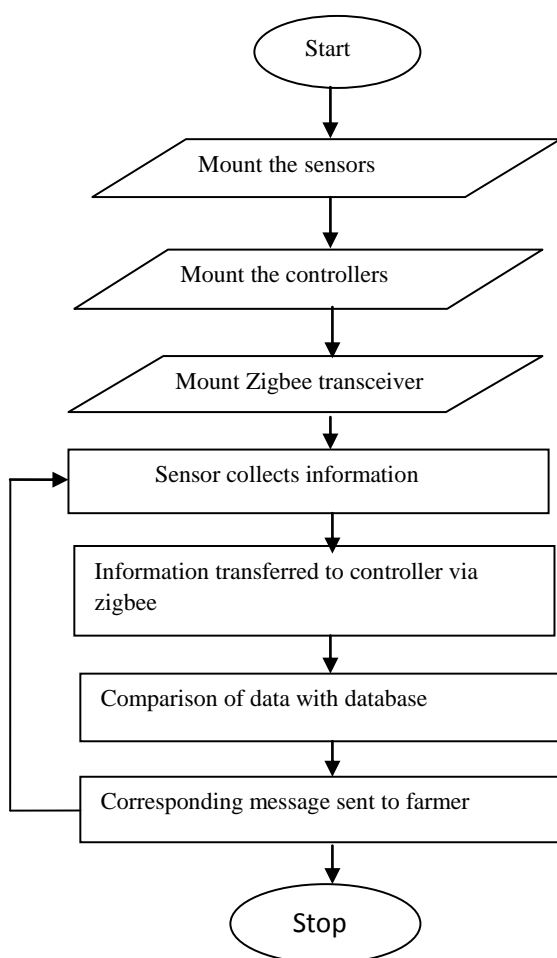 Start
Mount the sensors
Mount the controllers
Mount Zigbee transceiver
Sensor collects information
Information transferred to controller via
zigbee
Comparison of data with database
Corresponding message sent to farmer
Stop